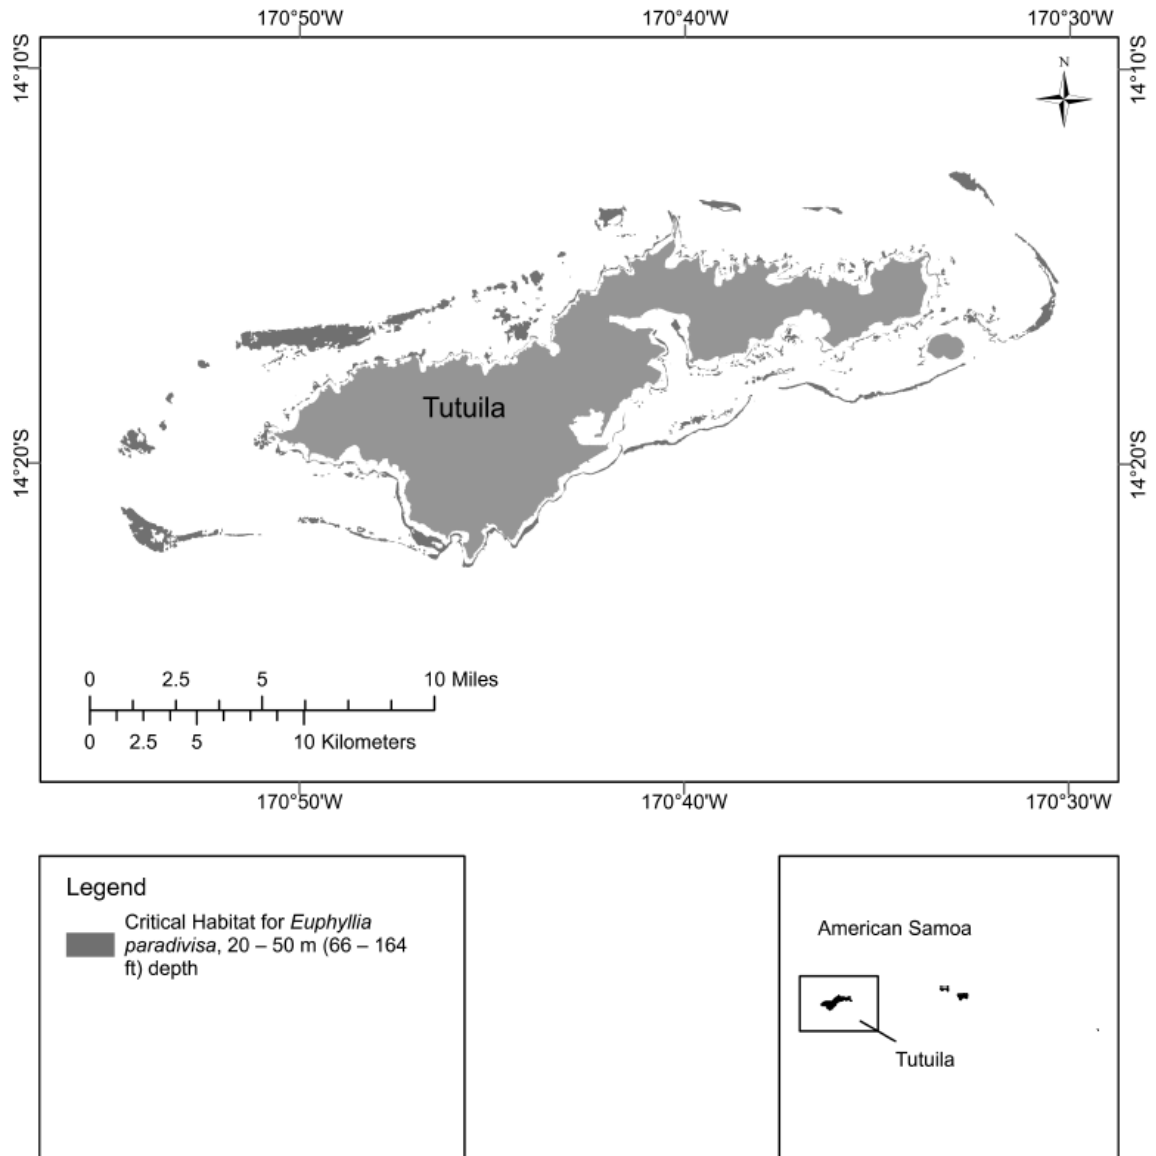 170°50'W 170°40'W 170°30'W
14°10'S 14°10'S
N
Tutuila
14°20'S 14°20'S
0 2.5 5 10 Miles
0 2.5 5 10 Kilometers
170°50'W 170°40'W 170°30'W
Legend
Critical Habitat for Euphyllia
paradivisa, 20 – 50 m (66 – 164
ft) depth
American Samoa
Tutuila